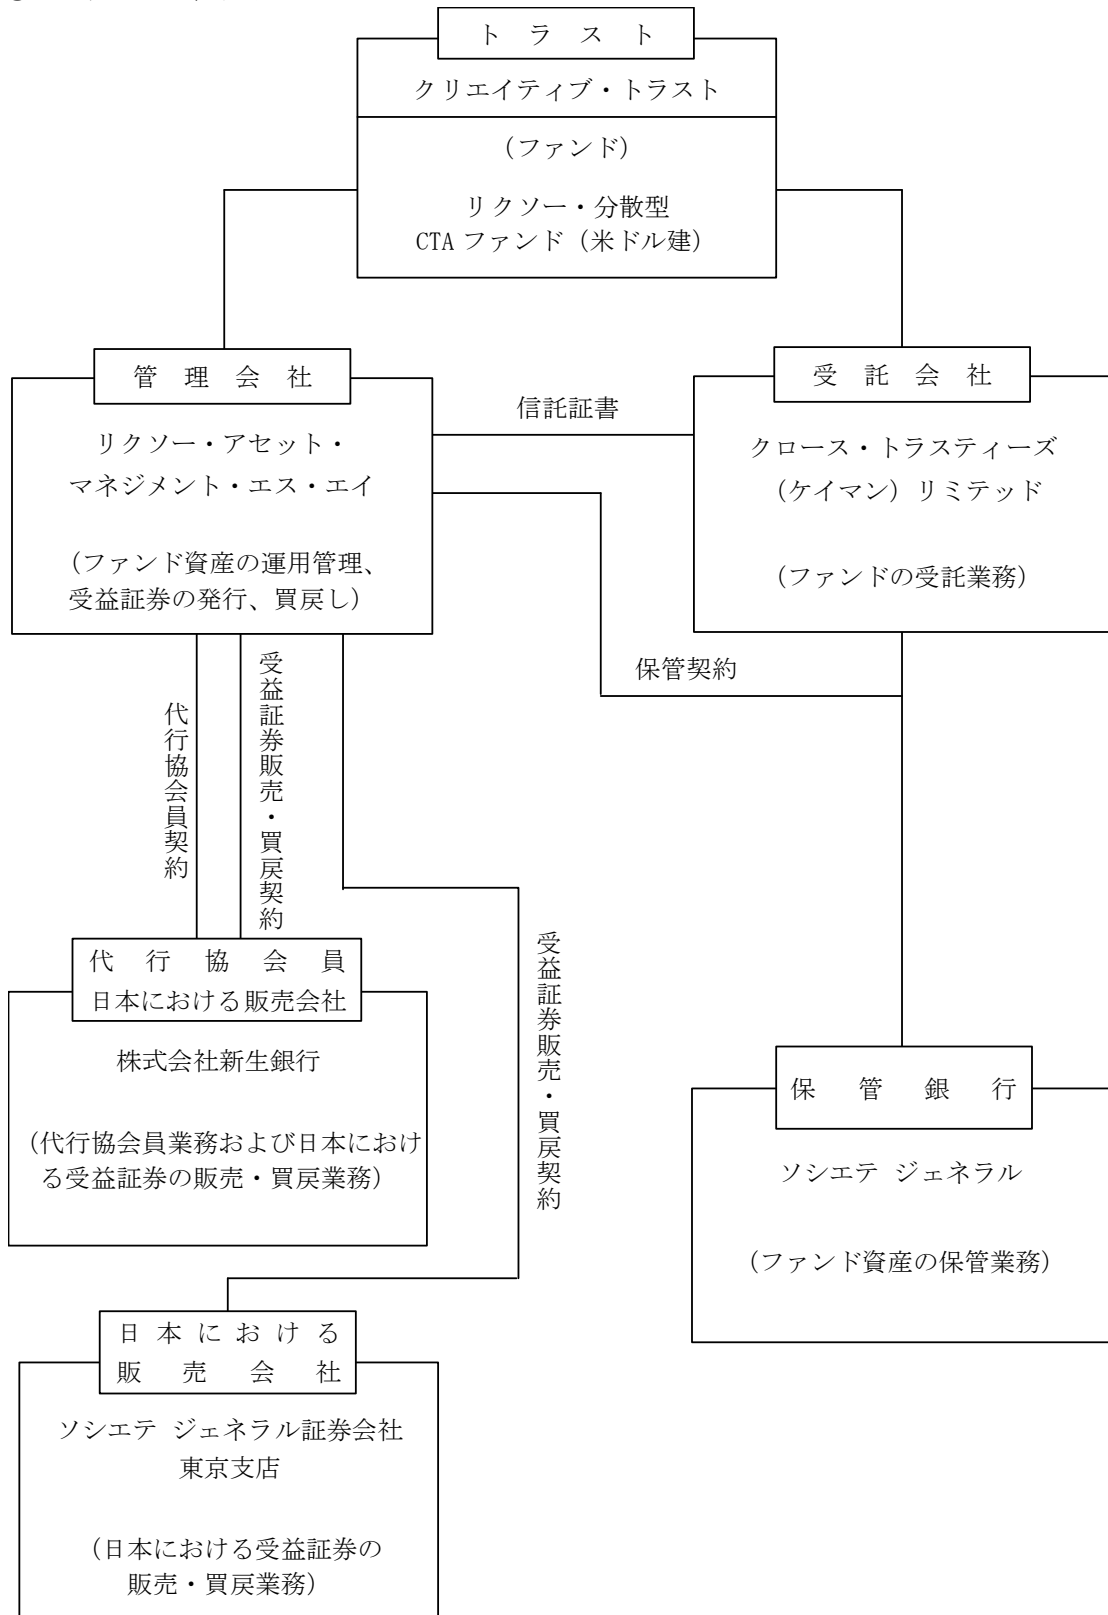 トラスト
クリエイティブ・トラスト
(ファンド)
リクソー・分散型
CTA ファンド(米ドル建)
管理会社
リクソー・アセット・
マネジメント・エス・エイ
(ファンド資産の運用管理、
受益証券の発行、買戻し)
信託証書
受託会社
クロース・トラスティーズ
(ケイマン)リミテッド
(ファンドの受託業務)
保管契約
代行協会員契約
受益証券販売・買戻契約
受益証券販売・買戻契約
代行協会員
日本における販売会社
株式会社新生銀行
(代行協会員業務および日本におけ
る受益証券の販売・買戻業務)
保管銀行
ソシエテ ジェネラル
(ファンド資産の保管業務)
日本における
販売会社
ソシエテ ジェネラル証券会社
東京支店
(日本における受益証券の
販売・買戻業務)